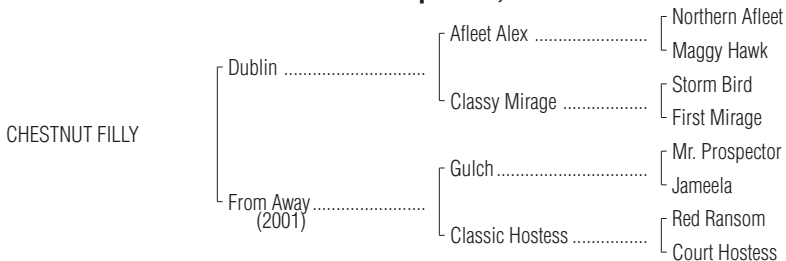 Northern Afleet
Afleet Alex ..........................
Maggy Hawk
Dublin ................................
Storm Bird
Classy Mirage ...................
First Mirage
CHESTNUT FILLY
Mr. Prospector
Gulch..................................
Jameela
From Away.........................
(2001)
Red Ransom
Classic Hostess .................
Court Hostess